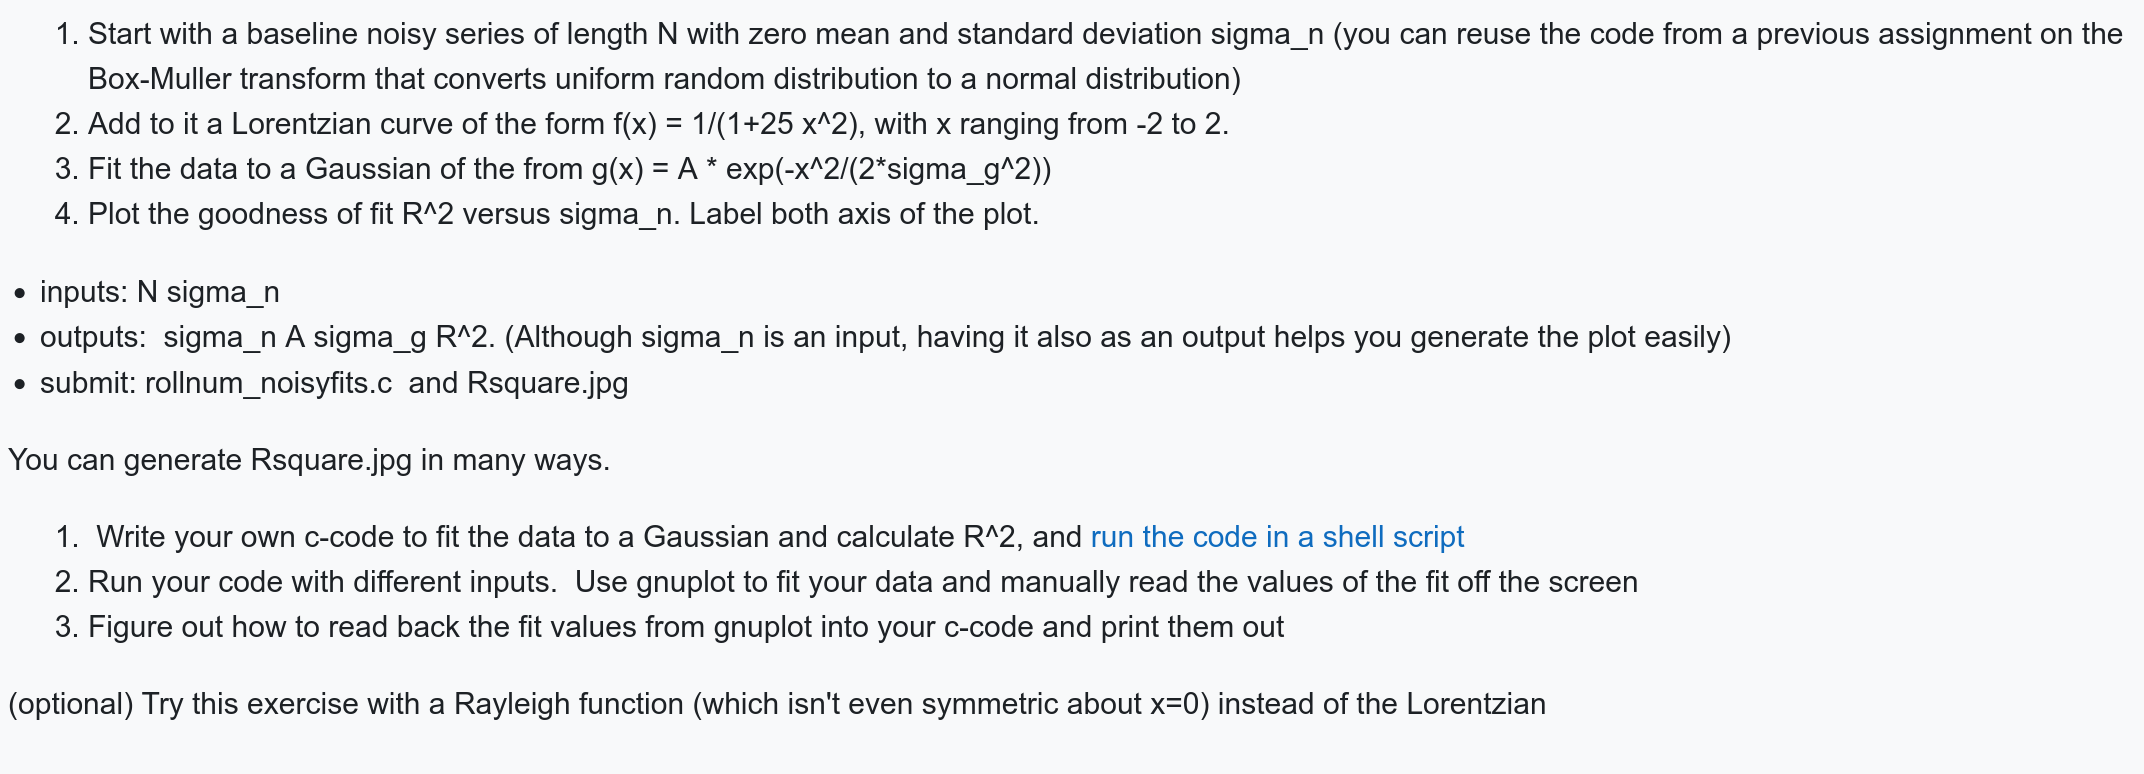 1. Start with a baseline noisy series of length N with zero mean and standard deviation sigma_n (you can reuse the code from a previous assignment on the
Box-Muller transform that converts uniform random distribution to a normal distribution)
2. Add to it a Lorentzian curve of the form f(x) = 1/(1+25 x^2), with x ranging from -2 to 2.
3. Fit the data to a Gaussian of the from g(x) = A * exp(-x^2/(2*sigma_g^2))
4. Plot the goodness of fit R^2 versus sigma_n. Label both axis of the plot.
• inputs: N sigma_n
• outputs:  sigma_n A sigma_g R^2. (Although sigma_n is an input, having it also as an output helps you generate the plot easily)
• submit: rollnum_noisyfits.c  and Rsquare.jpg
You can generate Rsquare.jpg in many ways.
1.  Write your own c-code to fit the data to a Gaussian and calculate R^2, and run the code in a shell script
2. Run your code with different inputs.  Use gnuplot to fit your data and manually read the values of the fit off the screen
3. Figure out how to read back the fit values from gnuplot into your c-code and print them out
(optional) Try this exercise with a Rayleigh function (which isn't even symmetric about x=0) instead of the Lorentzian